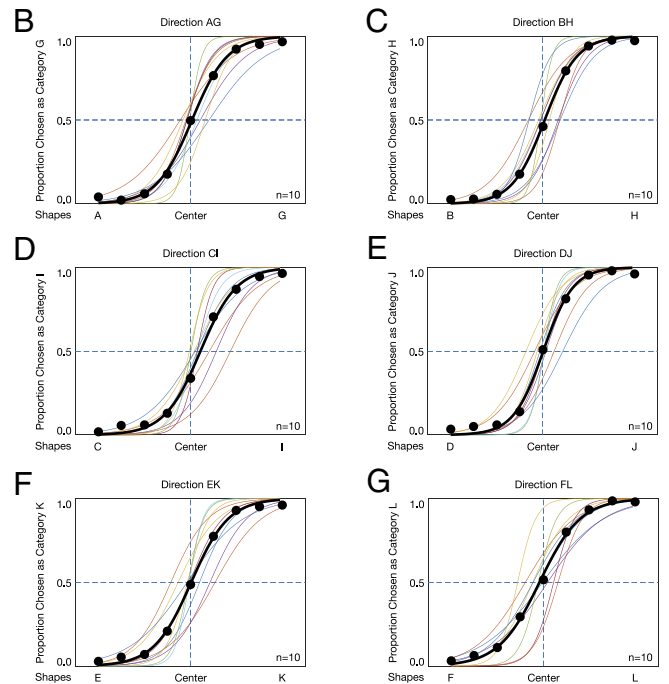 B
Direction AG
Proportion Chosen as Category G
1.0
0.5
0.0
n=10
Shapes A Center G
C
Direction BH
Proportion Chosen as Category H
1.0
0.5
0.0
n=10
Shapes B Center H
D
Direction CI
Proportion Chosen as Category I
1.0
0.5
0.0
n=10
Shapes C Center I
E
Direction DJ
Proportion Chosen as Category J
1.0
0.5
0.0
n=10
Shapes D Center J
F
Direction EK
Proportion Chosen as Category K
1.0
0.5
0.0
n=10
Shapes E Center K
G
Direction FL
Proportion Chosen as Category L
1.0
0.5
0.0
n=10
Shapes F Center L